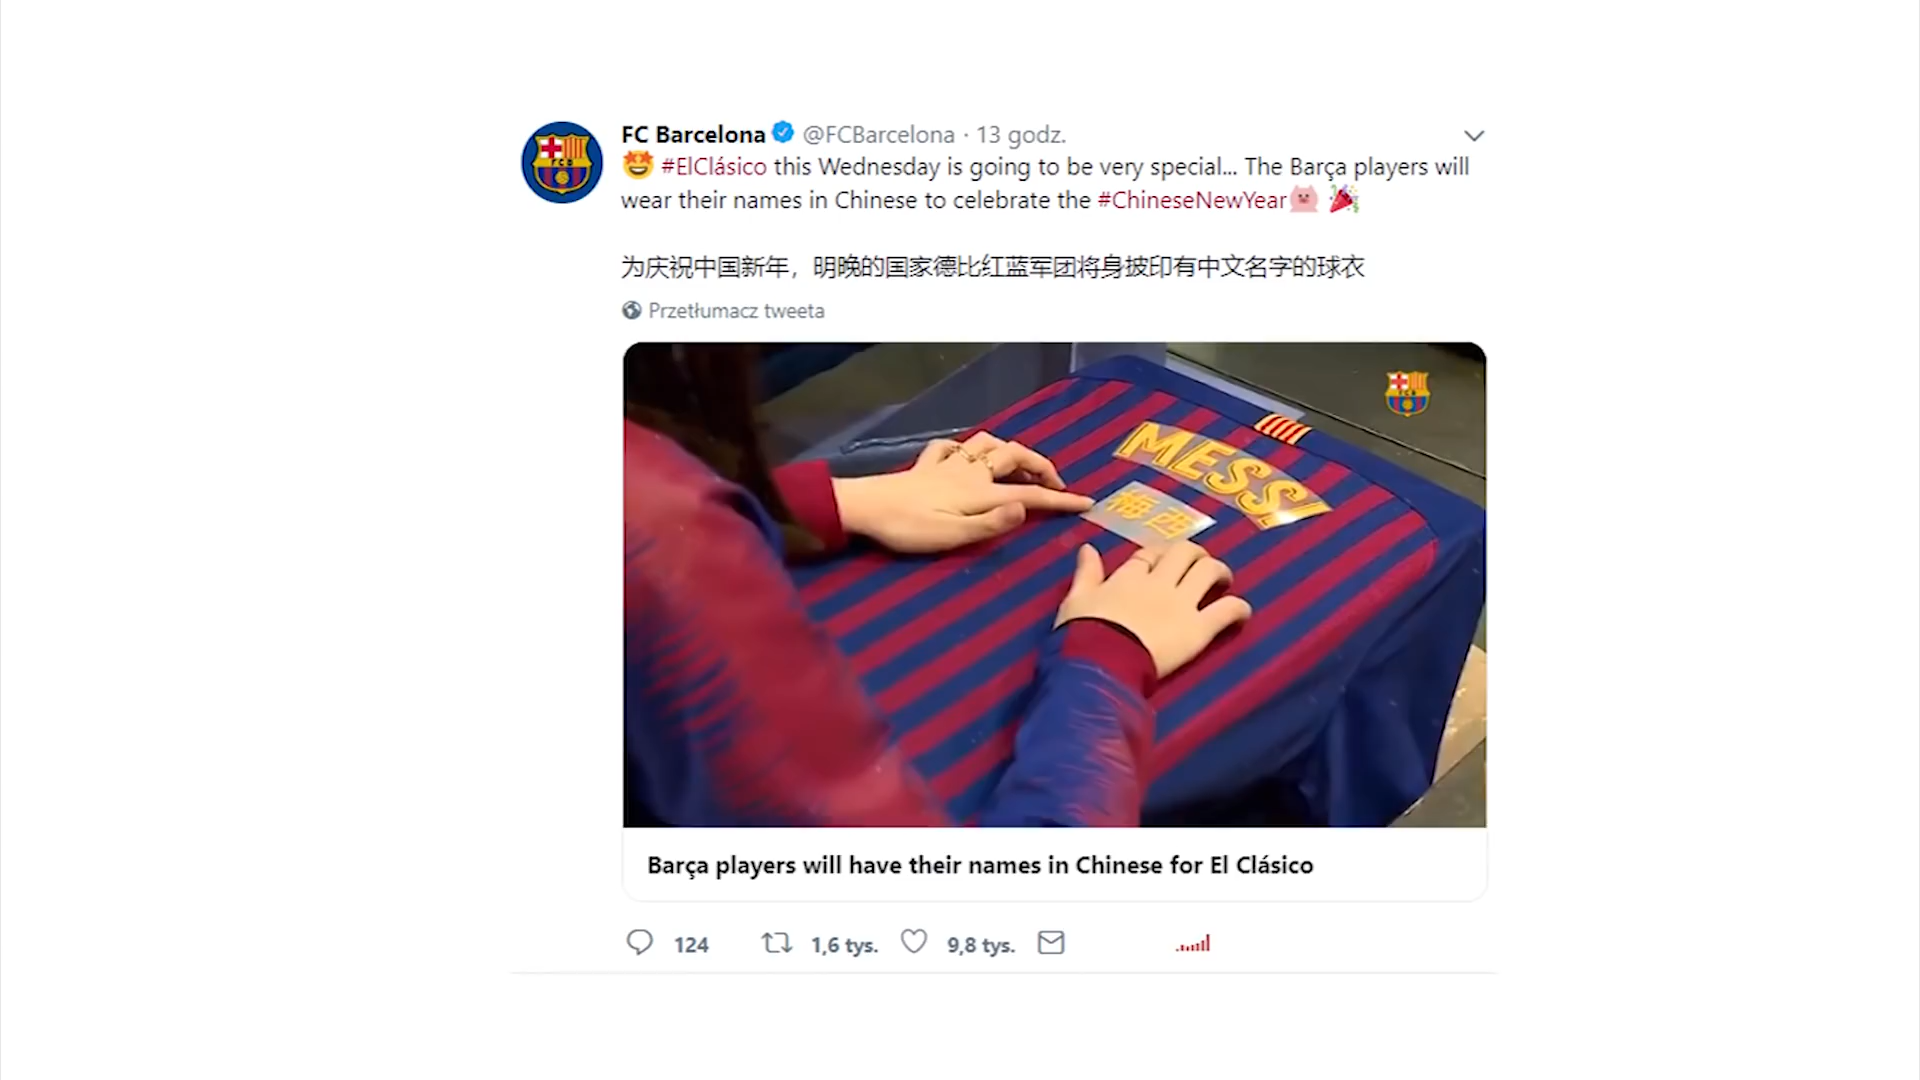 FC Barcelona @FCBarcelona · 13 godz.
🤩 #ElClásico this Wednesday is going to be very special... The Barça players will
wear their names in Chinese to celebrate the #ChineseNewYear🐷 🎉
为庆祝中国新年，明晚的国家德比红蓝军团将身披印有中文名字的球衣
Przetłumacz tweeta
MESSI
梅西
Barça players will have their names in Chinese for El Clásico
124 1,6 tys. 9,8 tys.